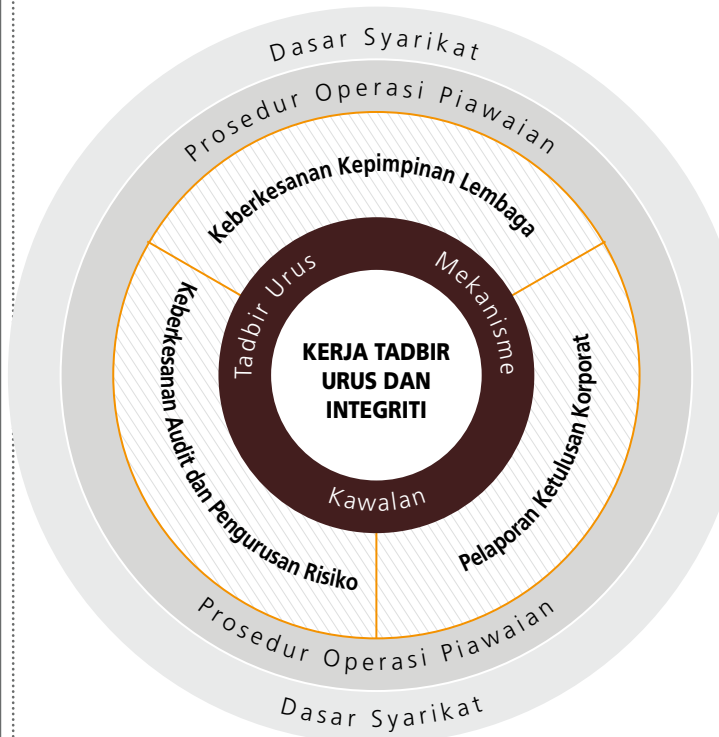 Dasar Syarikat
Prosedur Operasi Piawaian
Keberkesanan Kepimpinan Lembaga
Tadbir Urus
Mekanisme
KERJA TADBIR
URUS DAN
INTEGRITI
Kawalan
Keberkesanan Audit dan Pengurusan Risiko
Pelaporan Ketulusan Korporat
Prosedur Operasi Piawaian
Dasar Syarikat